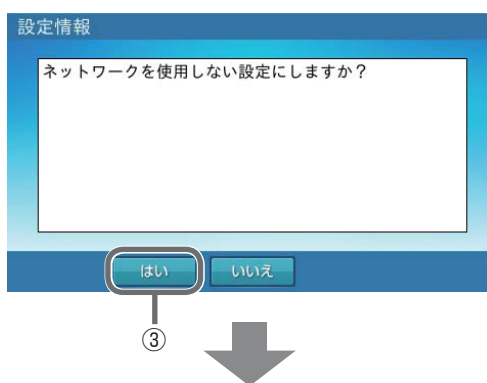 設定情報
ネットワークを使用しない設定にしますか？
はい
いいえ
③